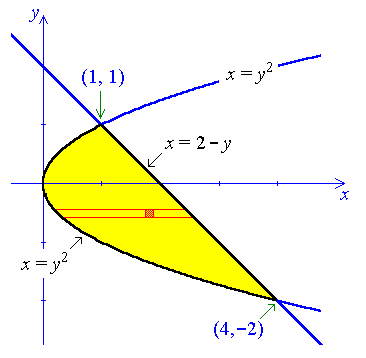 y
(1, 1)
x = y²
x = 2 − y
x
x = y²
(4,−2)